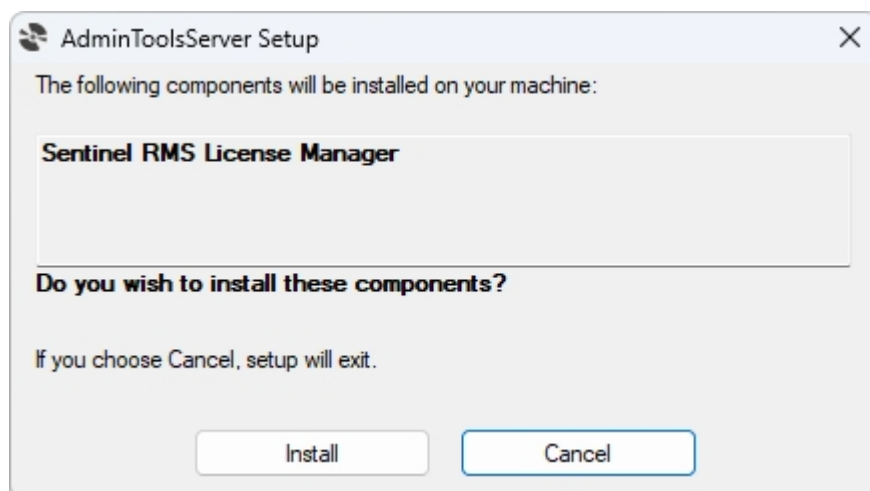 AdminToolsServer Setup
The following components will be installed on your machine:
Sentinel RMS License Manager
Do you wish to install these components?
If you choose Cancel, setup will exit.
Install
Cancel